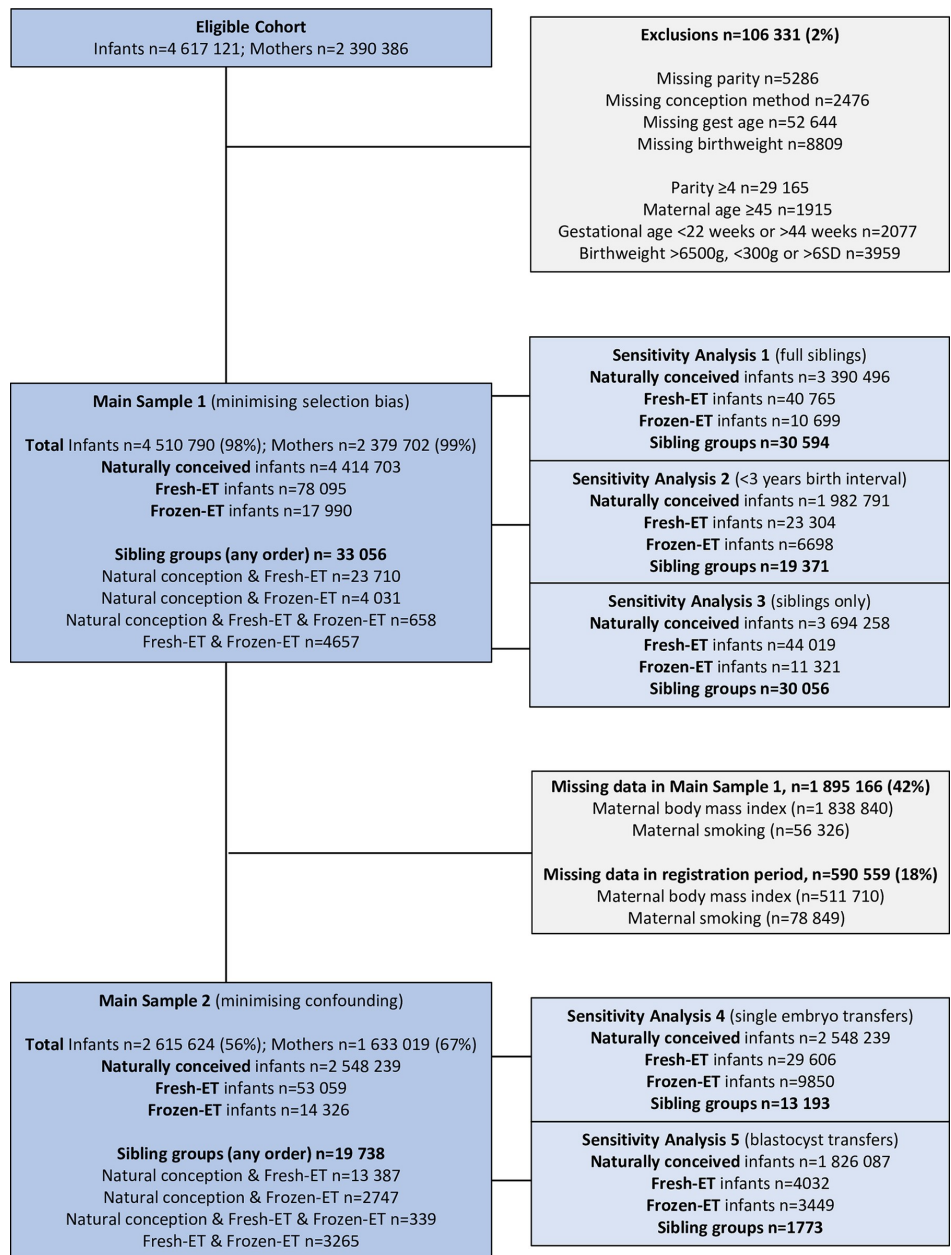 Eligible Cohort
Infants n=4 617 121; Mothers n=2 390 386
Exclusions n=106 331 (2%)
Missing parity n=5286
Missing conception method n=2476
Missing gest age n=52 644
Missing birthweight n=8809
Parity ≥4 n=29 165
Maternal age ≥45 n=1915
Gestational age <22 weeks or >44 weeks n=2077
Birthweight >6500g, <300g or >6SD n=3959
Main Sample 1 (minimising selection bias)
Total Infants n=4 510 790 (98%); Mothers n=2 379 702 (99%)
Naturally conceived infants n=4 414 703
Fresh-ET infants n=78 095
Frozen-ET infants n=17 990
Sibling groups (any order) n= 33 056
Natural conception & Fresh-ET n=23 710
Natural conception & Frozen-ET n=4 031
Natural conception & Fresh-ET & Frozen-ET n=658
Fresh-ET & Frozen-ET n=4657
Sensitivity Analysis 1 (full siblings)
Naturally conceived infants n=3 390 496
Fresh-ET infants n=40 765
Frozen-ET infants n=10 699
Sibling groups n=30 594
Sensitivity Analysis 2 (<3 years birth interval)
Naturally conceived infants n=1 982 791
Fresh-ET infants n=23 304
Frozen-ET infants n=6698
Sibling groups n=19 371
Sensitivity Analysis 3 (siblings only)
Naturally conceived infants n=3 694 258
Fresh-ET infants n=44 019
Frozen-ET infants n=11 321
Sibling groups n=30 056
Missing data in Main Sample 1, n=1 895 166 (42%)
Maternal body mass index (n=1 838 840)
Maternal smoking (n=56 326)
Missing data in registration period, n=590 559 (18%)
Maternal body mass index (n=511 710)
Maternal smoking (n=78 849)
Main Sample 2 (minimising confounding)
Total Infants n=2 615 624 (56%); Mothers n=1 633 019 (67%)
Naturally conceived infants n=2 548 239
Fresh-ET infants n=53 059
Frozen-ET infants n=14 326
Sibling groups (any order) n=19 738
Natural conception & Fresh-ET n=13 387
Natural conception & Frozen-ET n=2747
Natural conception & Fresh-ET & Frozen-ET n=339
Fresh-ET & Frozen-ET n=3265
Sensitivity Analysis 4 (single embryo transfers)
Naturally conceived infants n=2 548 239
Fresh-ET infants n=29 606
Frozen-ET infants n=9850
Sibling groups n=13 193
Sensitivity Analysis 5 (blastocyst transfers)
Naturally conceived infants n=1 826 087
Fresh-ET infants n=4032
Frozen-ET infants n=3449
Sibling groups n=1773